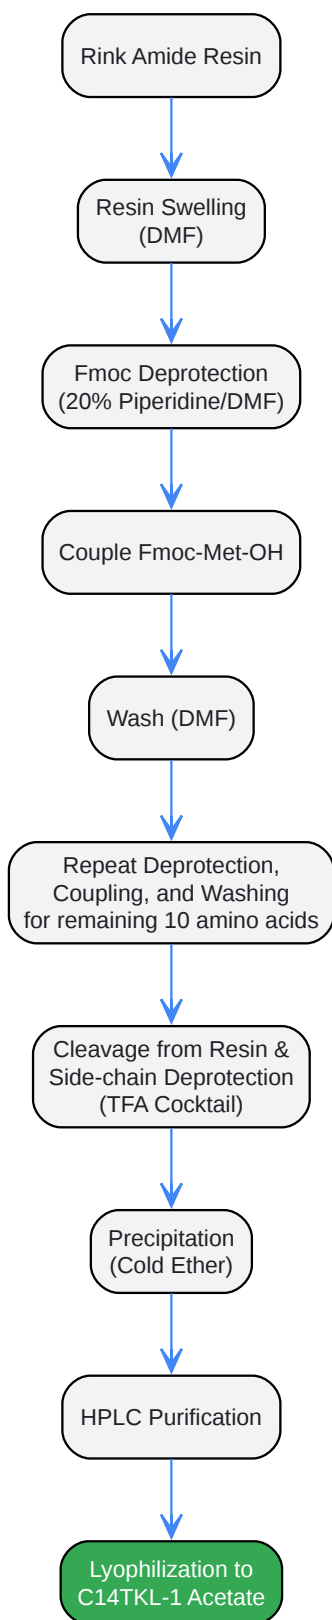 Rink Amide Resin
Resin Swelling
(DMF)
Fmoc Deprotection
(20% Piperidine/DMF)
Couple Fmoc-Met-OH
Wash (DMF)
Repeat Deprotection,
Coupling, and Washing
for remaining 10 amino acids
Cleavage from Resin &
Side-chain Deprotection
(TFA Cocktail)
Precipitation
(Cold Ether)
HPLC Purification
Lyophilization to
C14TKL-1 Acetate